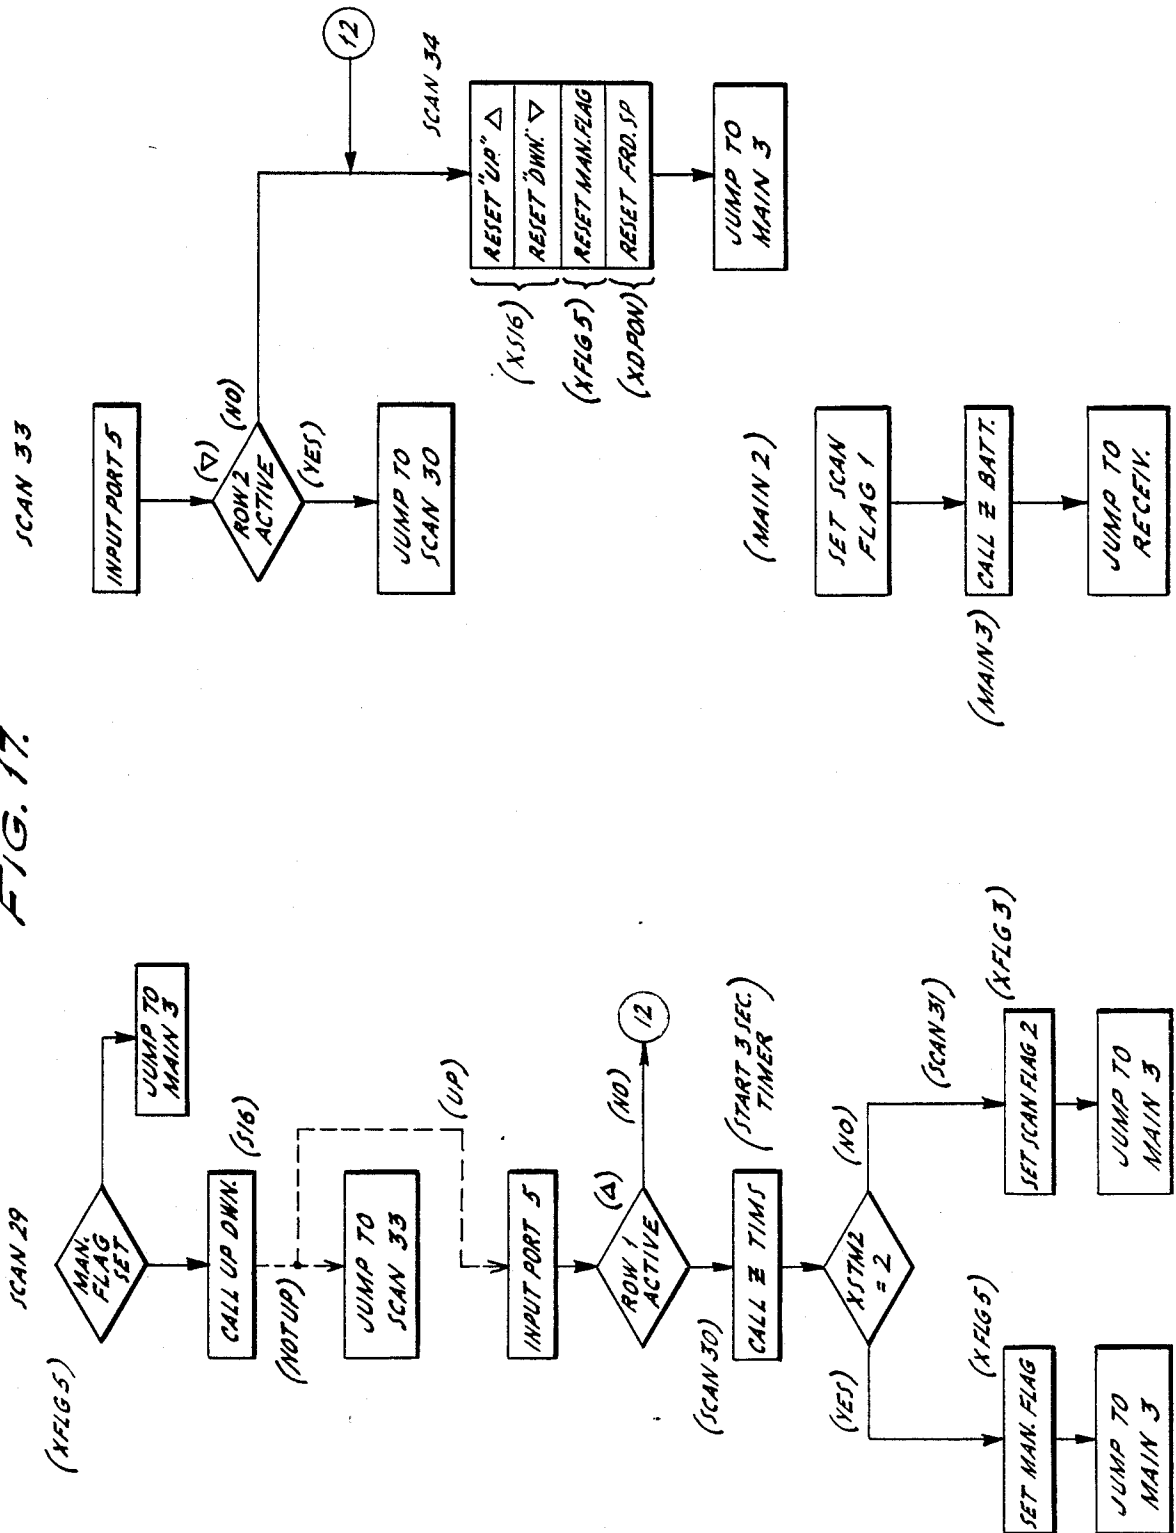 FIG. 17.
SCAN 29
(XFLG5)
MAN.
FLAG
SET
JUMP TO
MAIN 3
CALL UP DWN.
(S16)
(NOT UP)
(UP)
JUMP TO
SCAN 33
INPUT PORT 5
ROW 1
ACTIVE
(△)
(NO)
12
(SCAN 30)
CALL Ƶ TIMS
(START 3 SEC.
TIMER)
XSTM2
= 2
(YES)
(NO)
(SCAN 31)
(XFLG5)
(XFLG3)
SET MAN. FLAG
SET SCAN FLAG 2
JUMP TO
MAIN 3
JUMP TO
MAIN 3
SCAN 33
INPUT PORT 5
(▽)
ROW 2
ACTIVE
(NO)
(YES)
JUMP TO
SCAN 30
12
SCAN 34
RESET "UP" △
RESET "DWN." ▽
RESET MAN. FLAG
RESET FRD. SP
(XS16)
(XFLG5)
(XDPON)
JUMP TO
MAIN 3
(MAIN 2)
SET SCAN
FLAG 1
(MAIN 3)
CALL Ƶ BATT.
JUMP TO
RECEIV.